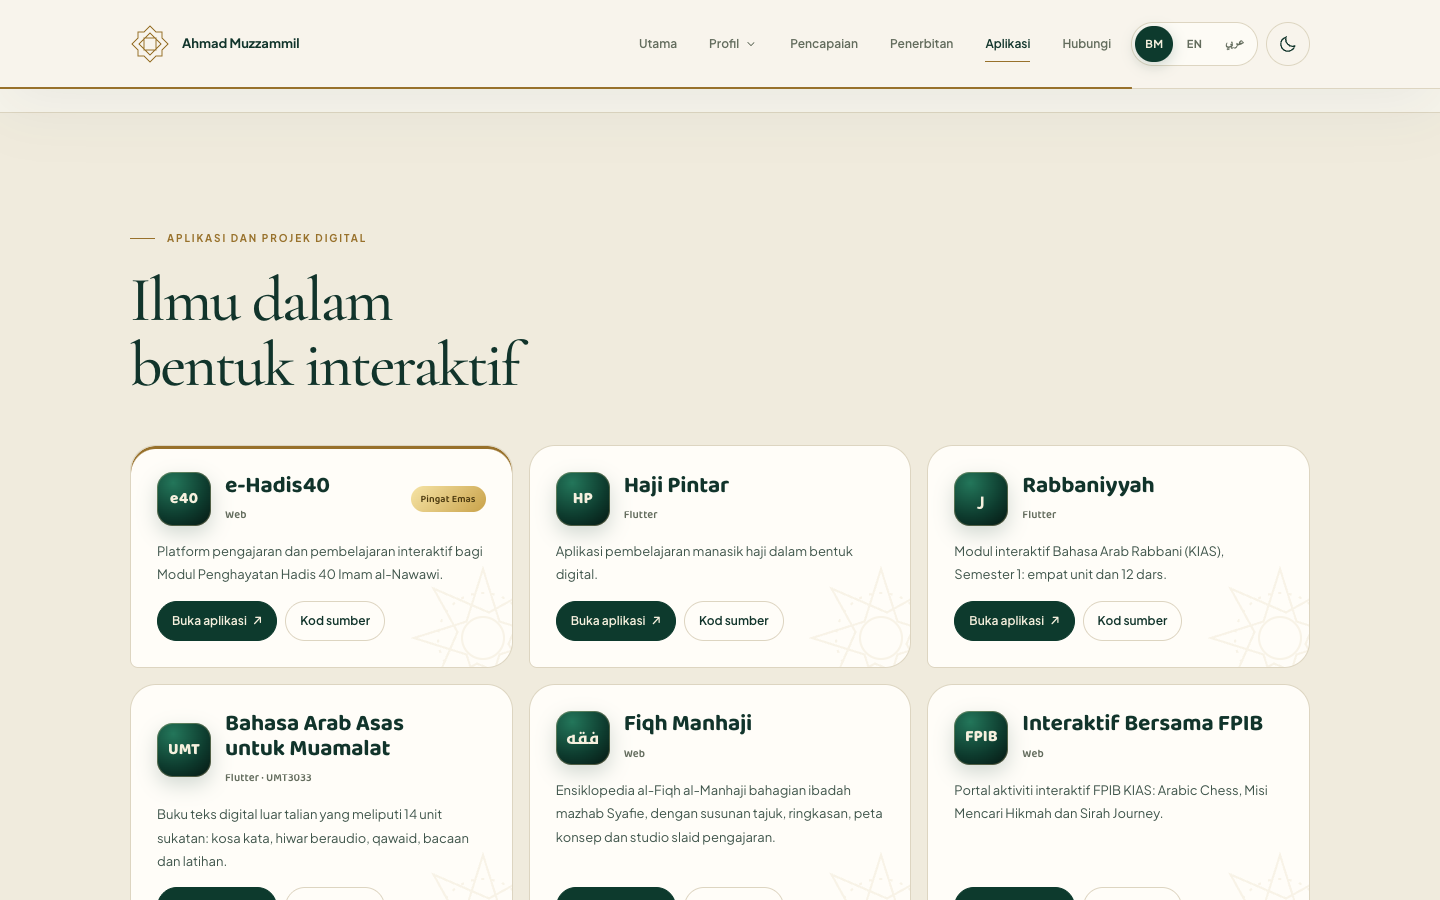 Ahmad Muzzammil
Utama
Profil
Pencapaian
Penerbitan
Aplikasi
Hubungi
BM
EN
عربي
APLIKASI DAN PROJEK DIGITAL
Ilmu dalam
bentuk interaktif
e40
e-Hadis40
Web
Pingat Emas
Platform pengajaran dan pembelajaran interaktif bagi
Modul Penghayatan Hadis 40 Imam al-Nawawi.
Buka aplikasi ↗
Kod sumber
HP
Haji Pintar
Flutter
Aplikasi pembelajaran manasik haji dalam bentuk
digital.
Buka aplikasi ↗
Kod sumber
ر
Rabbaniyyah
Flutter
Modul interaktif Bahasa Arab Rabbani (KIAS),
Semester 1: empat unit dan 12 dars.
Buka aplikasi ↗
Kod sumber
UMT
Bahasa Arab Asas
untuk Muamalat
Flutter · UMT3033
Buku teks digital luar talian yang meliputi 14 unit
sukatan: kosa kata, hiwar beraudio, qawaid, bacaan
dan latihan.
فقه
Fiqh Manhaji
Web
Ensiklopedia al-Fiqh al-Manhaji bahagian ibadah
mazhab Syafie, dengan susunan tajuk, ringkasan, peta
konsep dan studio slaid pengajaran.
FPIB
Interaktif Bersama FPIB
Web
Portal aktiviti interaktif FPIB KIAS: Arabic Chess, Misi
Mencari Hikmah dan Sirah Journey.